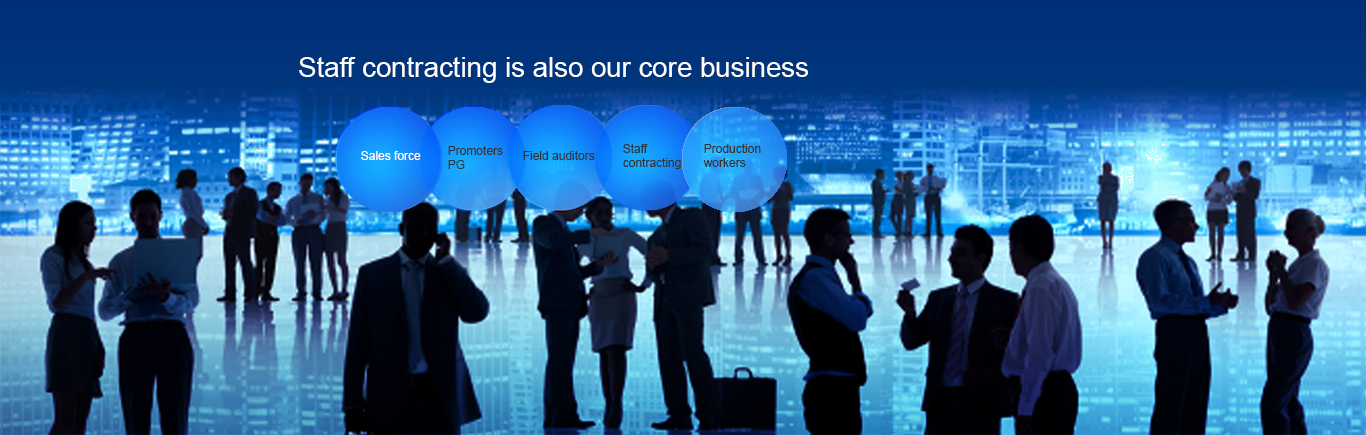 Staff contracting is also our core business
Sales force
Promoters
PG
Field auditors
Staff
contracting
Production
workers